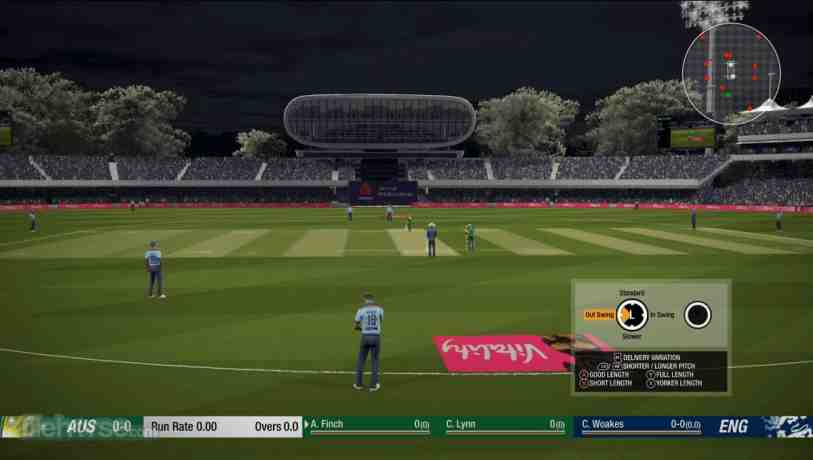 Standard
Out Swing
L
In Swing
Slower
DELIVERY VARIATION
SHORTER / LONGER PITCH
GOOD LENGTH
FULL LENGTH
SHORT LENGTH
YORKER LENGTH
Vitality
19
AUS 0-0 Run Rate 0.00 Overs 0.0 A. Finch 0(0) C. Lynn 0(0) C. Woakes 0-0(0.0) ENG